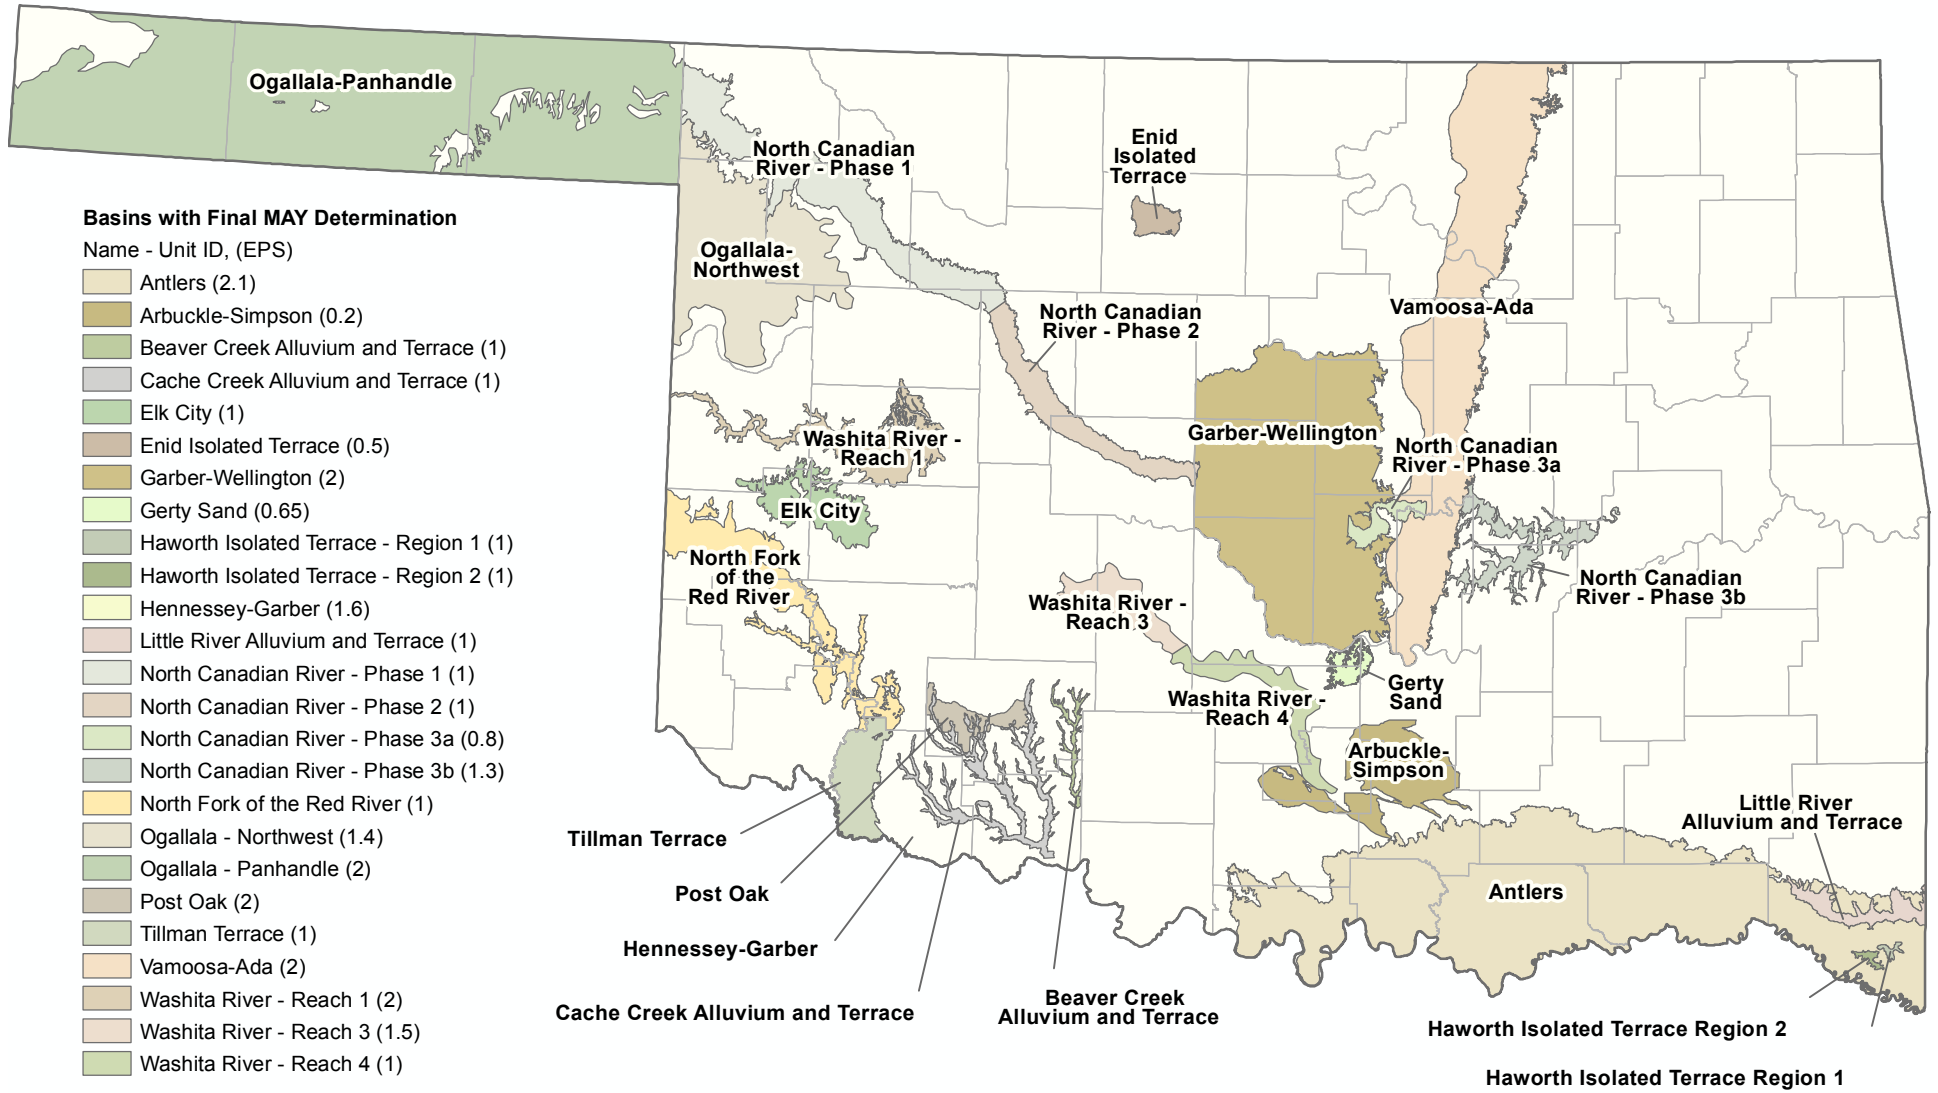 Ogallala-Panhandle
North Canadian
River - Phase 1
Enid
Isolated
Terrace
Ogallala-
Northwest
North Canadian
River - Phase 2
Vamoosa-Ada
Washita River -
Reach 1
Garber-Wellington
North Canadian
River - Phase 3a
Elk City
North Fork
of the
Red River
Washita River -
Reach 3
North Canadian
River - Phase 3b
Washita River -
Reach 4
Gerty
Sand
Arbuckle-
Simpson
Little River
Alluvium and Terrace
Tillman Terrace
Post Oak
Antlers
Hennessey-Garber
Cache Creek Alluvium and Terrace
Beaver Creek
Alluvium and Terrace
Haworth Isolated Terrace Region 2
Haworth Isolated Terrace Region 1
Basins with Final MAY Determination
Name - Unit ID, (EPS)
Antlers (2.1)
Arbuckle-Simpson (0.2)
Beaver Creek Alluvium and Terrace (1)
Cache Creek Alluvium and Terrace (1)
Elk City (1)
Enid Isolated Terrace (0.5)
Garber-Wellington (2)
Gerty Sand (0.65)
Haworth Isolated Terrace - Region 1 (1)
Haworth Isolated Terrace - Region 2 (1)
Hennessey-Garber (1.6)
Little River Alluvium and Terrace (1)
North Canadian River - Phase 1 (1)
North Canadian River - Phase 2 (1)
North Canadian River - Phase 3a (0.8)
North Canadian River - Phase 3b (1.3)
North Fork of the Red River (1)
Ogallala - Northwest (1.4)
Ogallala - Panhandle (2)
Post Oak (2)
Tillman Terrace (1)
Vamoosa-Ada (2)
Washita River - Reach 1 (2)
Washita River - Reach 3 (1.5)
Washita River - Reach 4 (1)